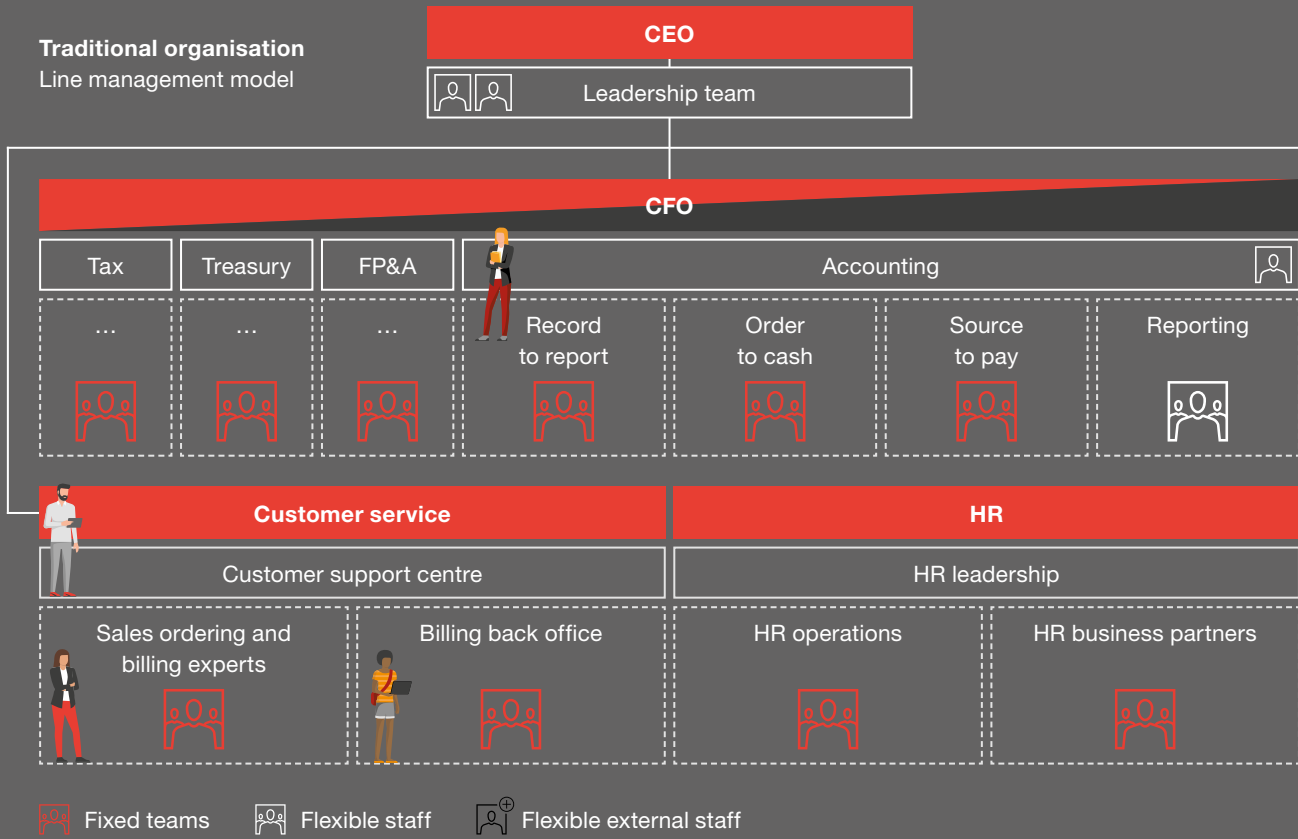 Traditional organisation
Line management model
CEO
Leadership team
CFO
Tax
Treasury
FP&A
Accounting
...
...
...
Record
to report
Order
to cash
Source
to pay
Reporting
Customer service
HR
Customer support centre
HR leadership
Sales ordering and
billing experts
Billing back office
HR operations
HR business partners
Fixed teams
Flexible staff
Flexible external staff